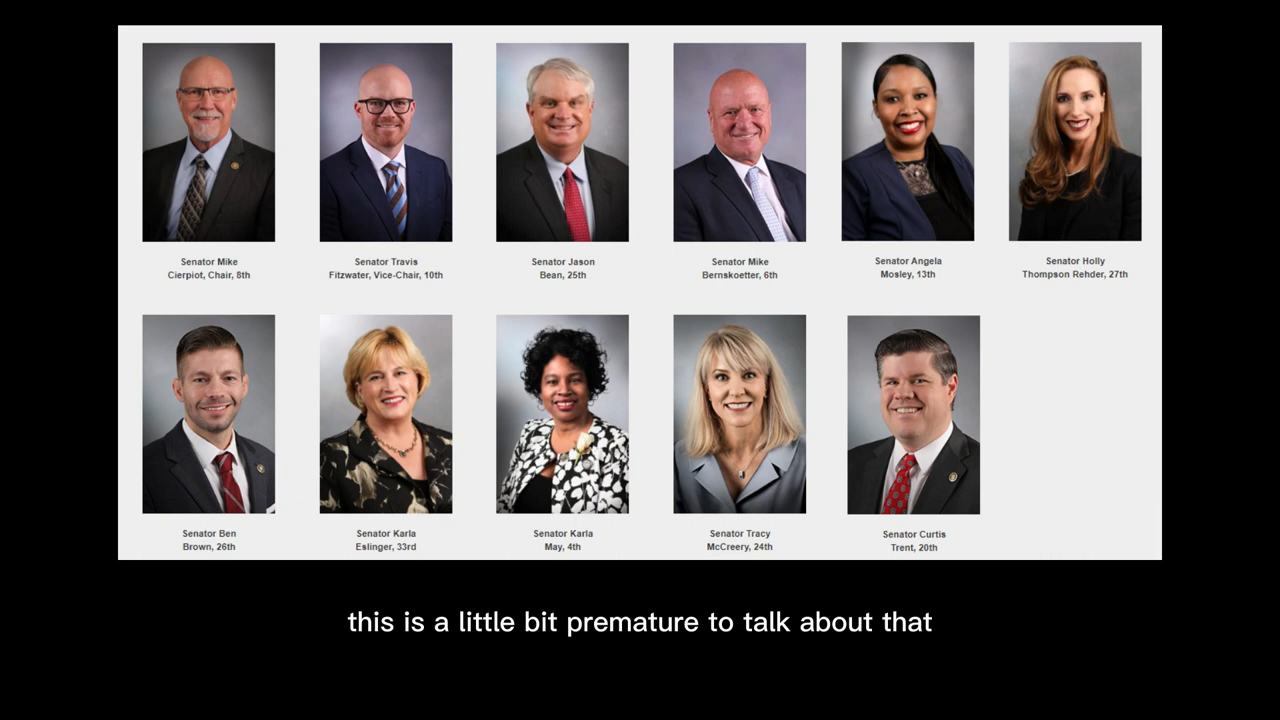 Senator Mike
Cierpiot, Chair, 8th
Senator Travis
Fitzwater, Vice-Chair, 10th
Senator Jason
Bean, 25th
Senator Mike
Bernskoetter, 6th
Senator Angela
Mosley, 13th
Senator Holly
Thompson Rehder, 27th
Senator Ben
Brown, 26th
Senator Karla
Eslinger, 33rd
Senator Karla
May, 4th
Senator Tracy
McCreery, 24th
Senator Curtis
Trent, 20th
this is a little bit premature to talk about that